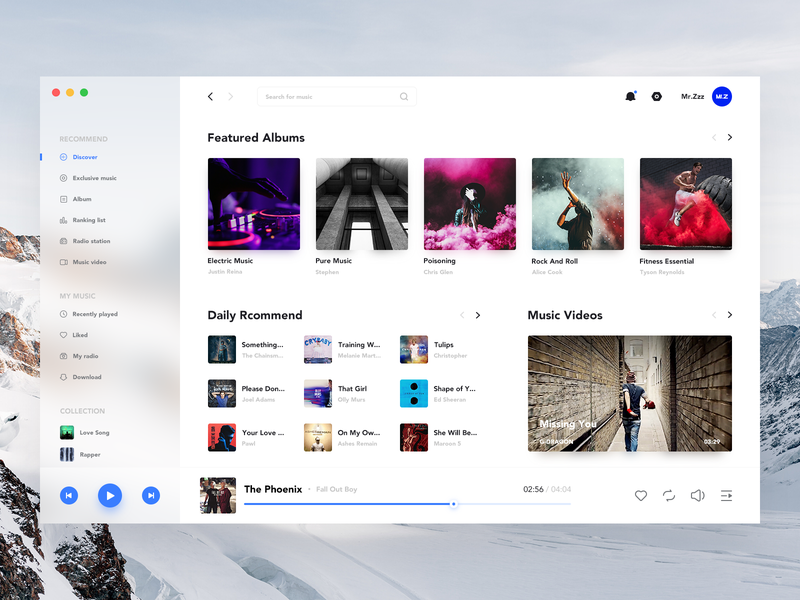 Search for music
Mr.Zzz
MR.Z
RECOMMEND
Discover
Exclusive music
Album
Ranking list
Radio station
Music video
MY MUSIC
Recently played
Liked
My radio
Download
COLLECTION
Love Song
Rapper
Featured Albums
Electric Music
Justin Reina
Pure Music
Stephen
Poisoning
Chris Glen
Rock And Roll
Alice Cook
Fitness Essential
Tyson Reynolds
Daily Rcommend
Something...
The Chainsm...
Training W...
Melanie Mart...
Tulips
Christopher
Please Don...
Joel Adams
That Girl
Olly Murs
Shape of Y...
Ed Sheeran
Your Love ...
Pawl
On My Ow...
Ashes Remain
She Will Be...
Maroon 5
Music Videos
Missing You
G-DRAGON
03:29
The Phoenix
• Fall Out Boy
02:56 / 04:04